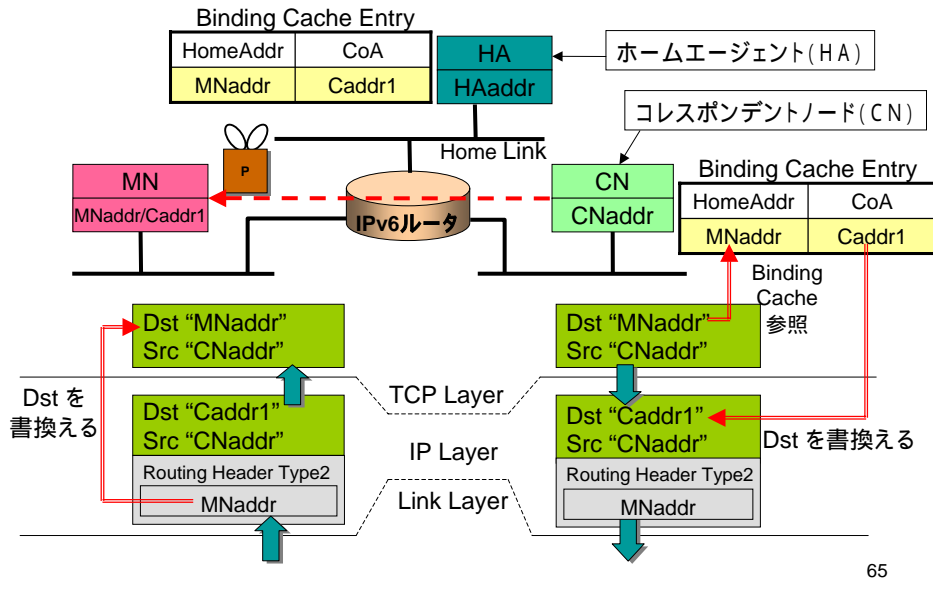 Binding Cache Entry
HomeAddr CoA
MNaddr Caddr1
HA
HAaddr
ホームエージェント(HA)
コレスポンデントノード(CN)
Home Link
P
MN
MNaddr/Caddr1
IPv6ルータ
CN
CNaddr
Binding Cache Entry
HomeAddr CoA
MNaddr Caddr1
Binding
Cache
参照
Dst “MNaddr”
Src “CNaddr”
Dst “MNaddr”
Src “CNaddr”
TCP Layer
Dst を
書換える
Dst “Caddr1”
Src “CNaddr”
Routing Header Type2
MNaddr
IP Layer
Link Layer
Dst “Caddr1”
Src “CNaddr”
Routing Header Type2
MNaddr
Dst を書換える
65